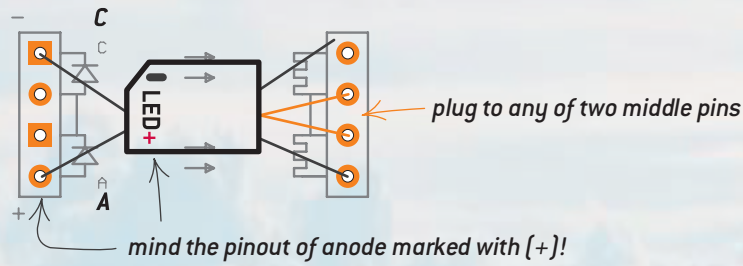 −
C
C
LED
+
plug to any of two middle pins
A
A
+
mind the pinout of anode marked with (+)!